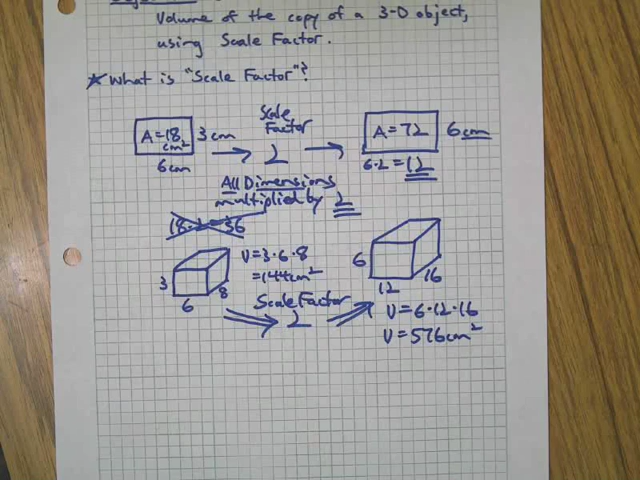 Volume of the copy of a 3-D object,
using Scale Factor.
*What is "Scale Factor"?
A=18 cm² 3cm
6cm
Scale
Factor
2
A=72 6cm
6·2=12
All Dimensions
multiplied by 2
18·2=36
3
6
8
V=3·6·8
=144cm²
Scale Factor
2
6
12
16
V=6·12·16
V=576cm²